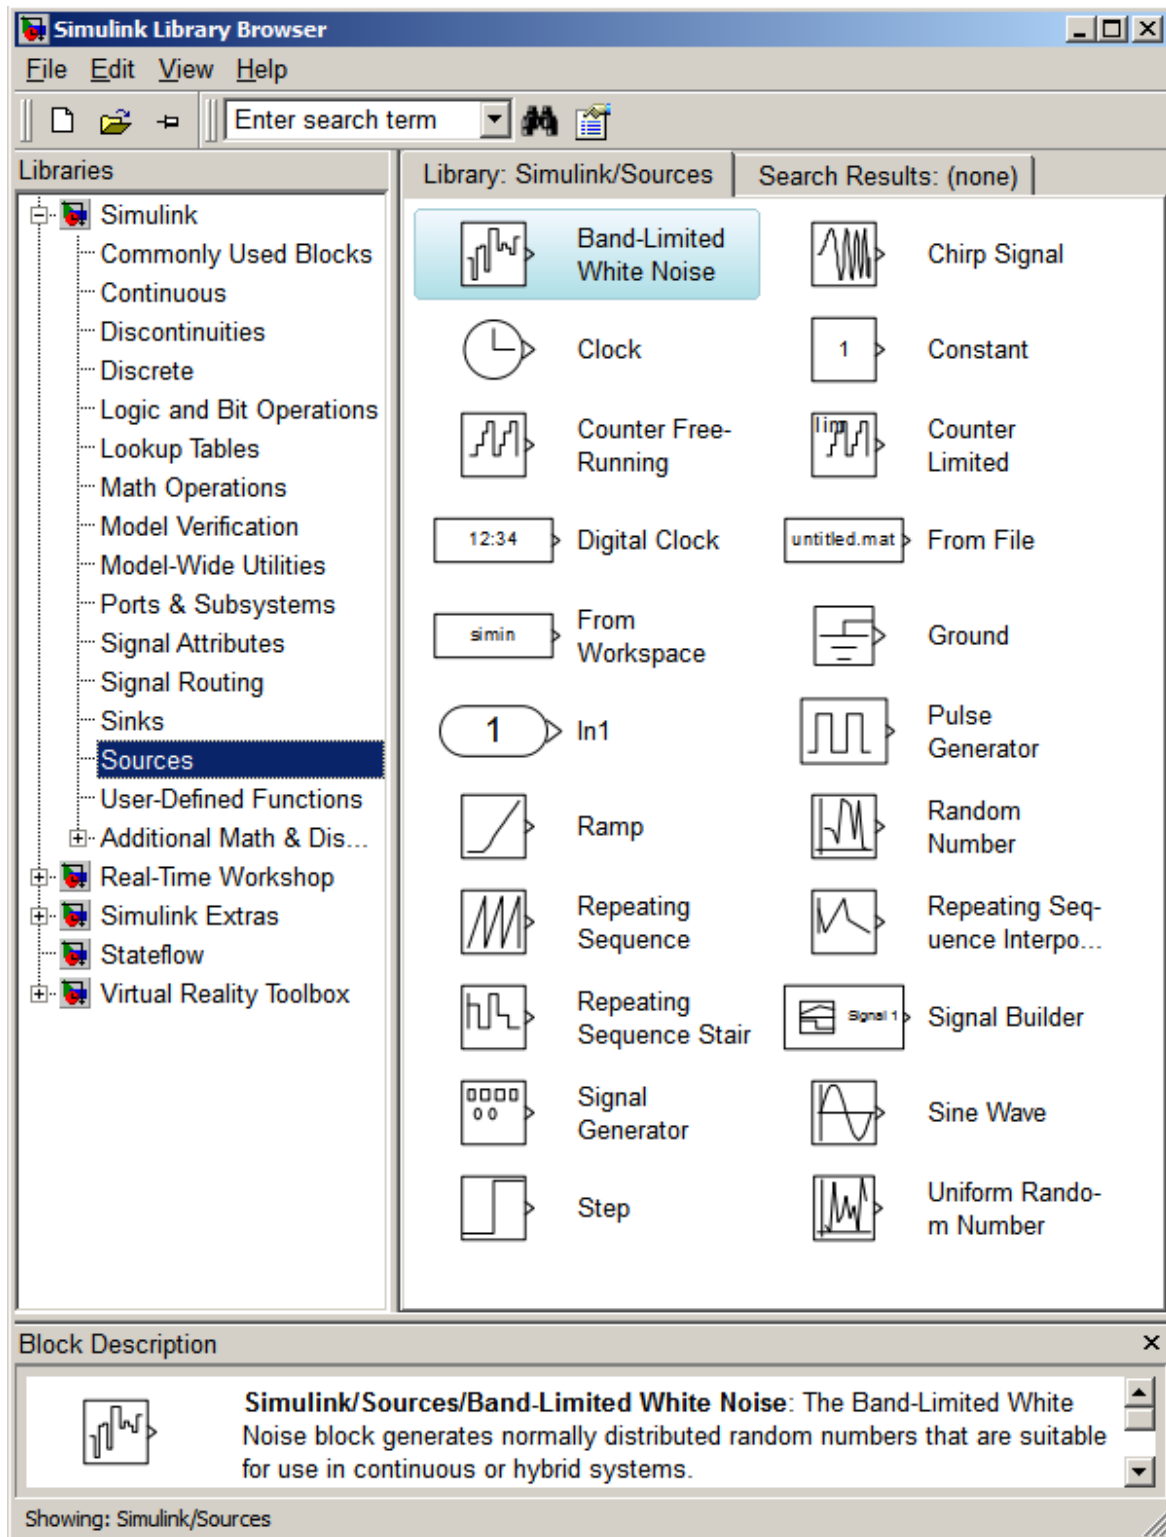 Simulink Library Browser
File Edit View Help
Enter search term
Libraries
Simulink
Commonly Used Blocks
Continuous
Discontinuities
Discrete
Logic and Bit Operations
Lookup Tables
Math Operations
Model Verification
Model-Wide Utilities
Ports & Subsystems
Signal Attributes
Signal Routing
Sinks
Sources
User-Defined Functions
Additional Math & Dis...
Real-Time Workshop
Simulink Extras
Stateflow
Virtual Reality Toolbox
Library: Simulink/Sources Search Results: (none)
Band-Limited
White Noise
Chirp Signal
Clock
1 Constant
Counter Free-
Running
Counter
Limited
12:34 Digital Clock
untitled.mat From File
simin From
Workspace
Ground
1 In1
Pulse
Generator
Ramp
Random
Number
Repeating
Sequence
Repeating Seq-
uence Interpo...
Repeating
Sequence Stair
Signal 1 Signal Builder
Signal
Generator
Sine Wave
Step
Uniform Rando-
m Number
Block Description
Simulink/Sources/Band-Limited White Noise: The Band-Limited White
Noise block generates normally distributed random numbers that are suitable
for use in continuous or hybrid systems.
Showing: Simulink/Sources